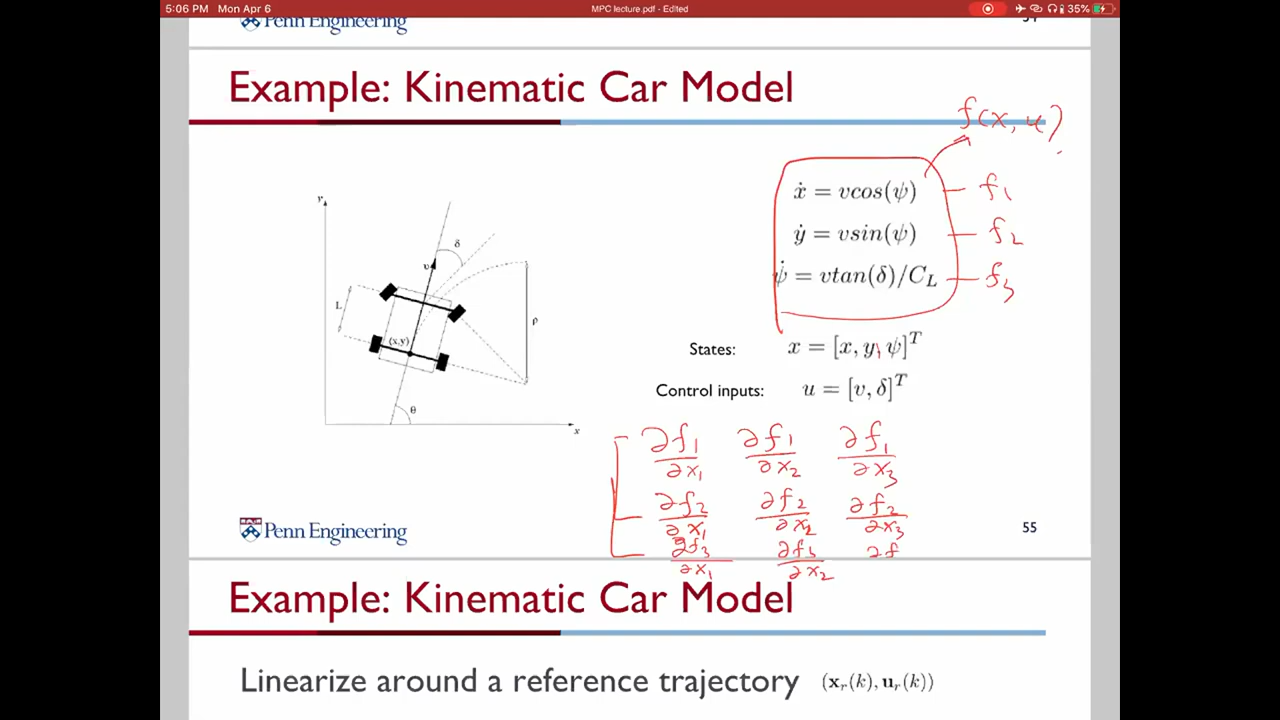 5:06 PM Mon Apr 6
MPC lecture.pdf - Edited
35%
Penn Engineering
54
Example: Kinematic Car Model
f(x, u)
ẋ = vcos(ψ)
f₁
ẏ = vsin(ψ)
f₂
ψ̇ = vtan(δ)/C_L
f₃
y
δ
υ
L
ρ
(x,y)
θ
x
States: x = [x, y, ψ]ᵀ
Control inputs: u = [v, δ]ᵀ
∂f₁/∂x₁ ∂f₁/∂x₂ ∂f₁/∂x₃
∂f₂/∂x₁ ∂f₂/∂x₂ ∂f₂/∂x₃
∂f₃/∂x₁ ∂f₃/∂x₂ ∂f
Penn Engineering
55
Example: Kinematic Car Model
Linearize around a reference trajectory (x_r(k), u_r(k))